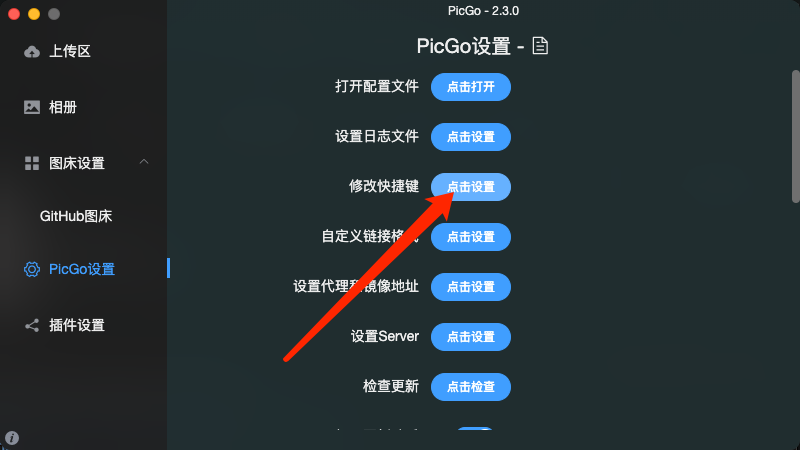 PicGo - 2.3.0
上传区
相册
图床设置
GitHub图床
PicGo设置
插件设置
PicGo设置 -
打开配置文件 点击打开
设置日志文件 点击设置
修改快捷键 点击设置
自定义链接格式 点击设置
设置代理和镜像地址 点击设置
设置Server 点击设置
检查更新 点击检查